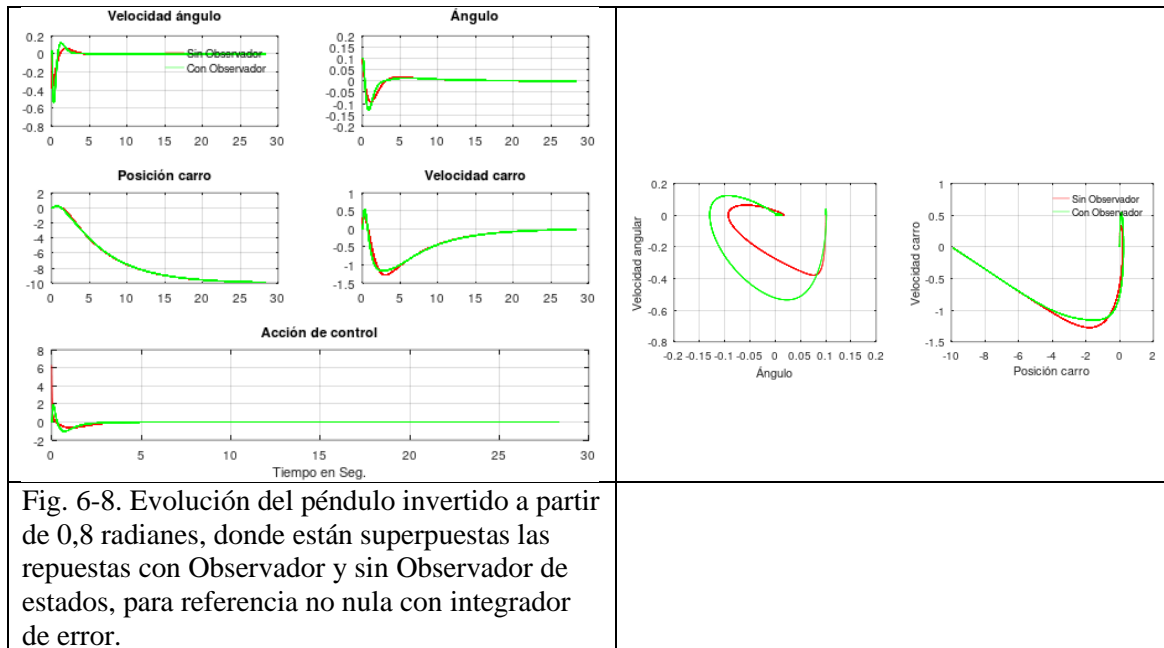 Velocidad ángulo
0.2
0
-0.2
-0.4
-0.6
-0.8
0 5 10 15 20 25 30
Sin Observador
Con Observador
Ángulo
0.2
0.15
0.1
0.05
0
-0.05
-0.1
-0.15
-0.2
0 5 10 15 20 25 30
Posición carro
2
0
-2
-4
-6
-8
-10
0 5 10 15 20 25 30
Velocidad carro
1
0.5
0
-0.5
-1
-1.5
0 5 10 15 20 25 30
Acción de control
8
6
4
2
0
-2
0 5 10 15 20 25 30
Tiempo en Seg.
0.2
0
-0.2
-0.4
-0.6
-0.8
Velocidad angular
-0.2 -0.15 -0.1 -0.05 0 0.05 0.1 0.15 0.2
Ángulo
1
0.5
0
-0.5
-1
-1.5
Velocidad carro
Sin Observador
Con Observador
-10 -8 -6 -4 -2 0 2
Posición carro
Fig. 6-8. Evolución del péndulo invertido a partir
de 0,8 radianes, donde están superpuestas las
repuestas con Observador y sin Observador de
estados, para referencia no nula con integrador
de error.